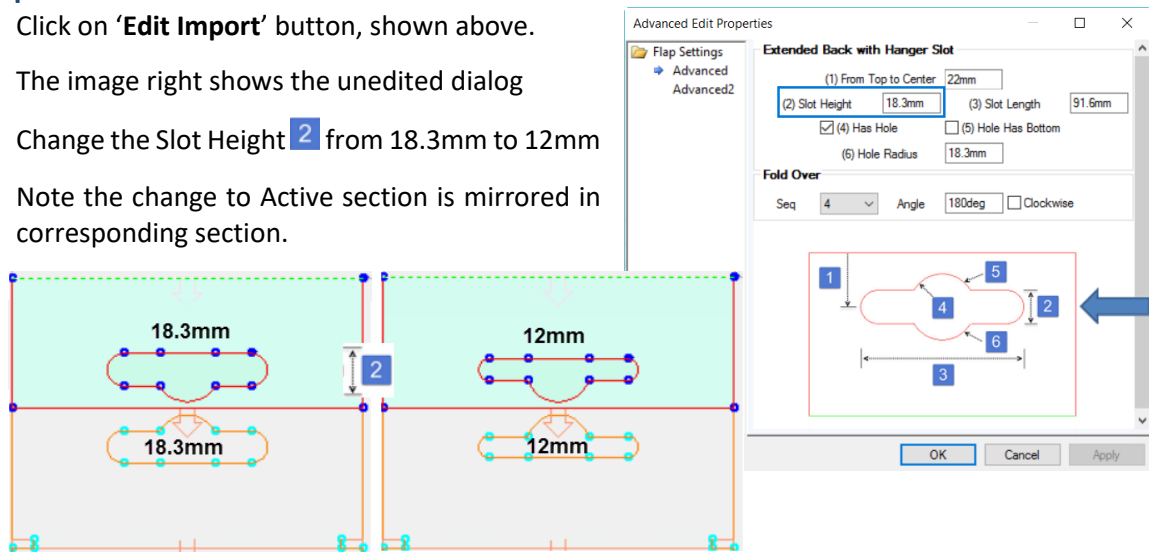 Click on ‘Edit Import’ button, shown above.
The image right shows the unedited dialog
Change the Slot Height 2 from 18.3mm to 12mm
Note the change to Active section is mirrored in
corresponding section.
Advanced Edit Properties
Flap Settings
Advanced
Advanced2
Extended Back with Hanger Slot
(1) From Top to Center 22mm
(2) Slot Height 18.3mm (3) Slot Length 91.6mm
(4) Has Hole (5) Hole Has Bottom
(6) Hole Radius 18.3mm
Fold Over
Seq 4 Angle 180deg Clockwise
1
5
4
2
6
3
OK Cancel Apply
18.3mm
12mm
2
18.3mm
12mm